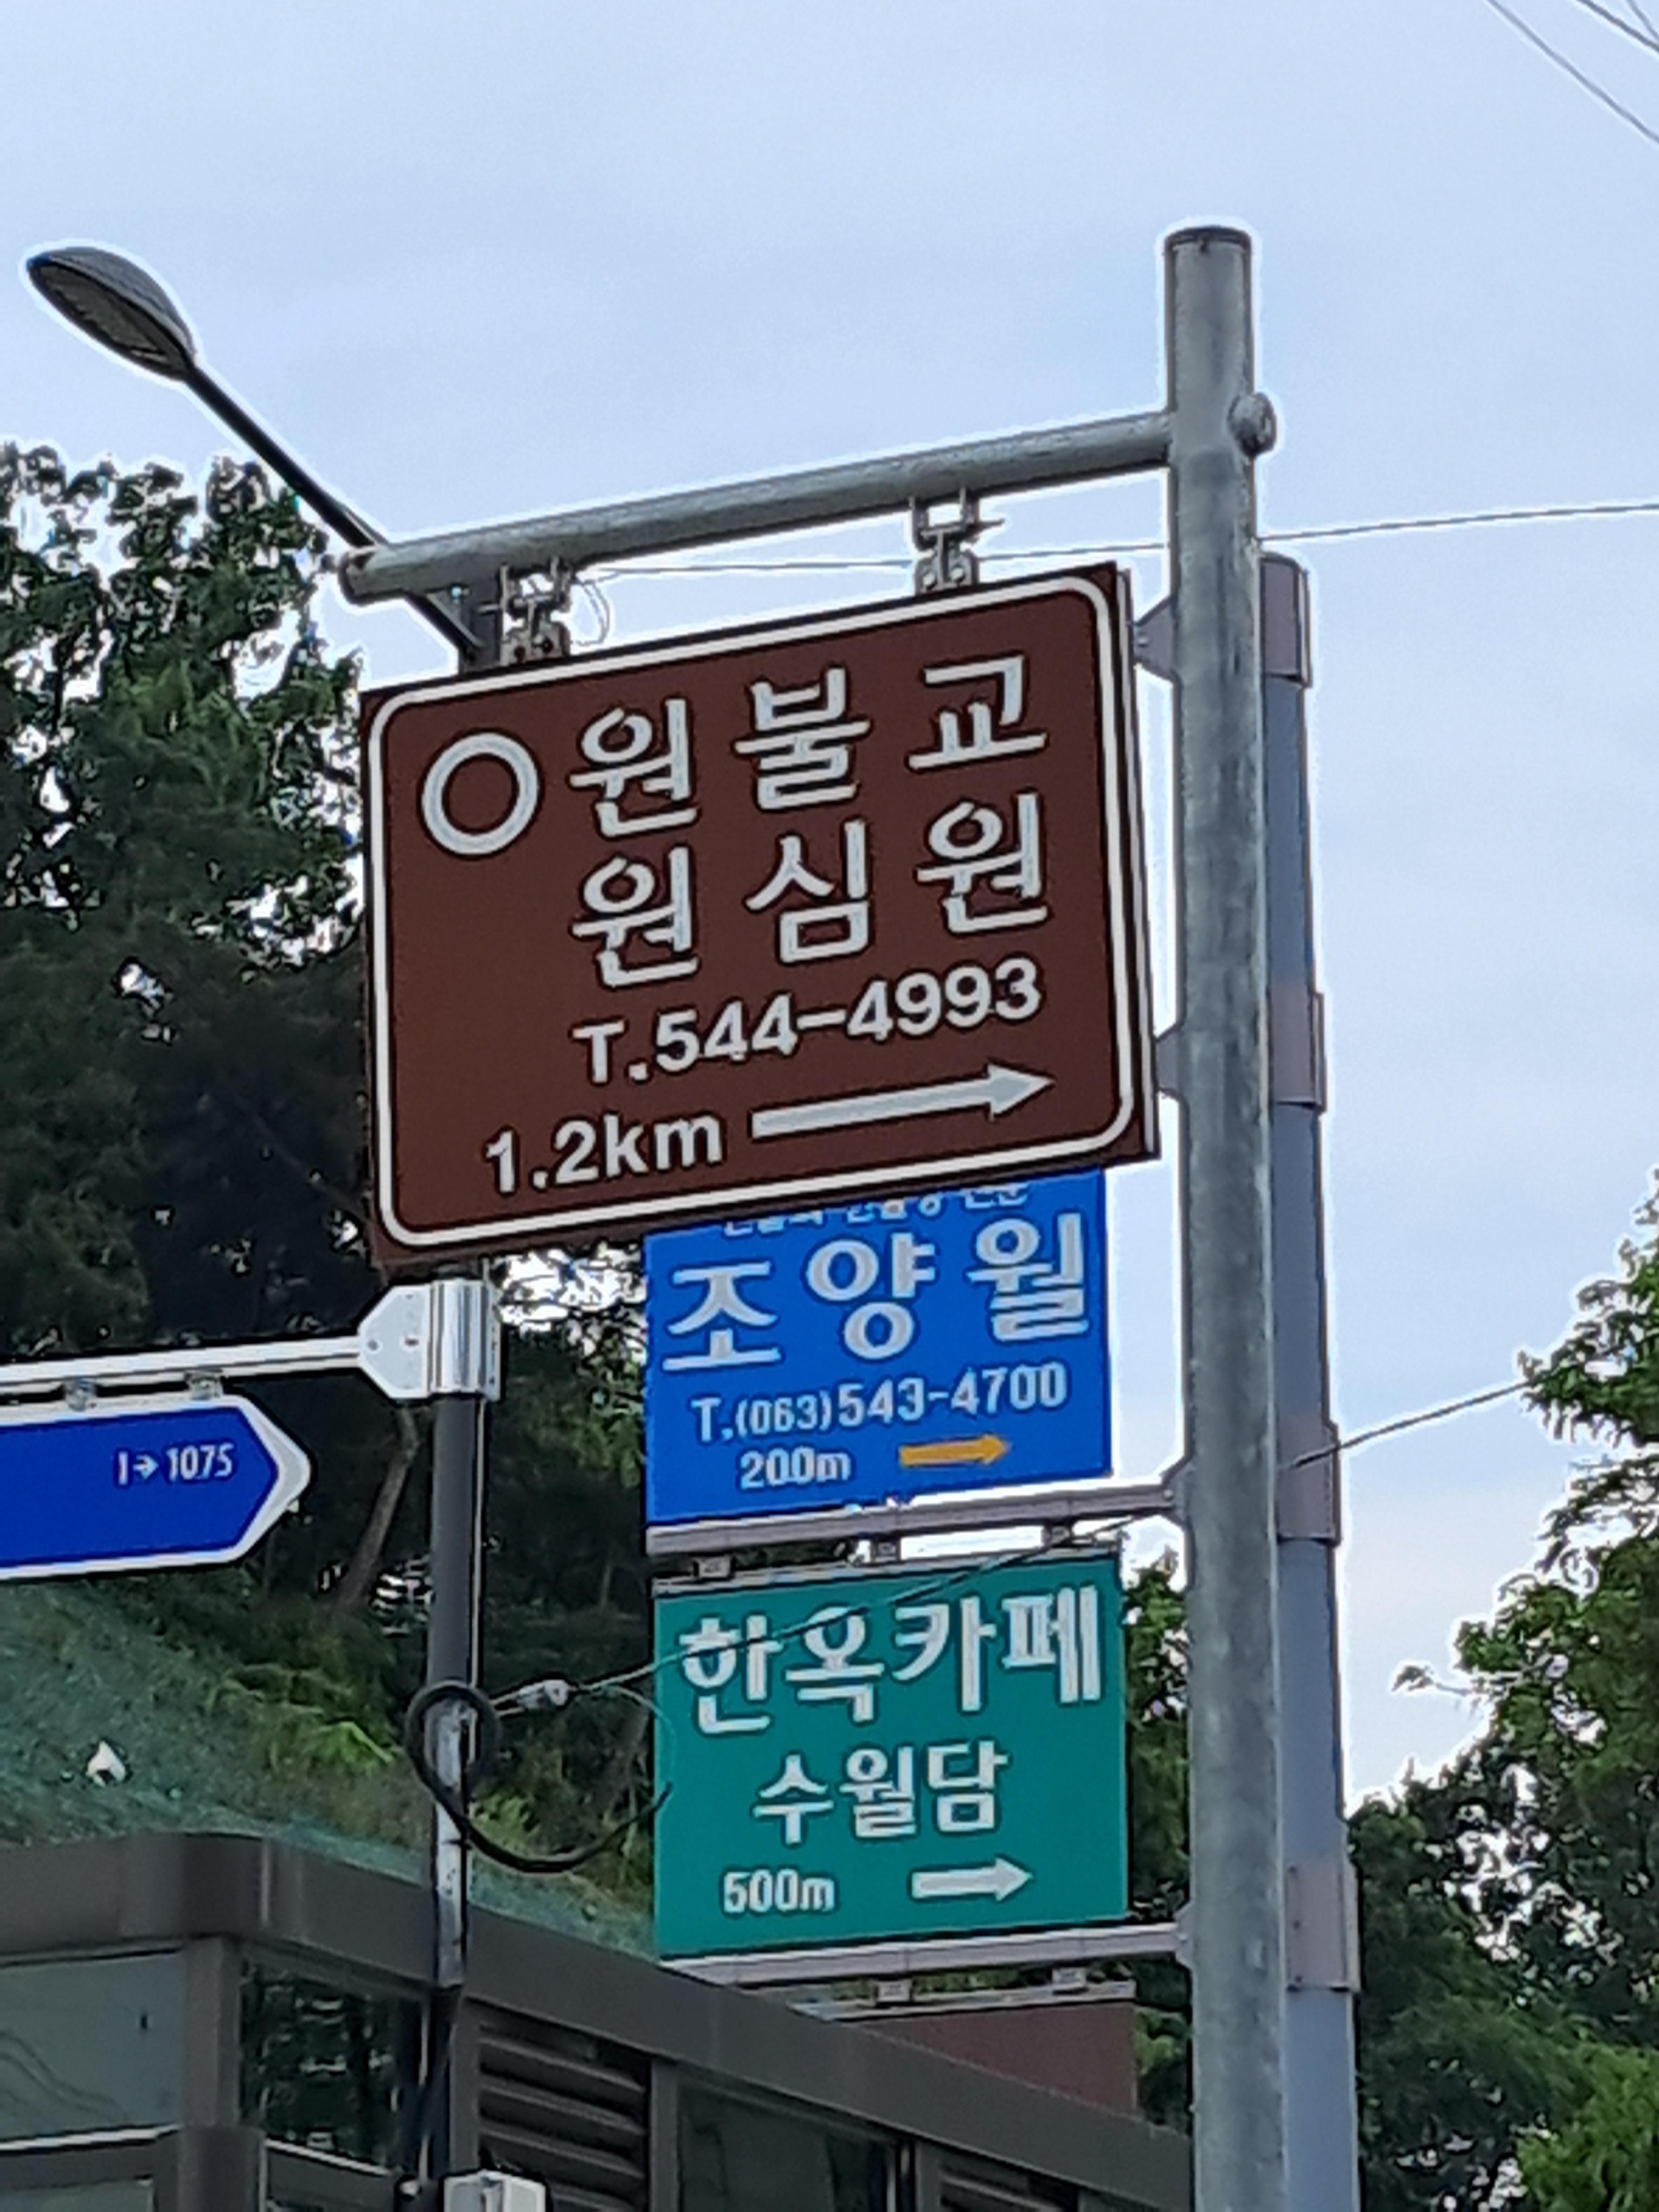 원불교
원심원
T.544-4993
1.2km
조양월
T.(063)543-4700
200m
1→1075
한옥카페
수월담
500m